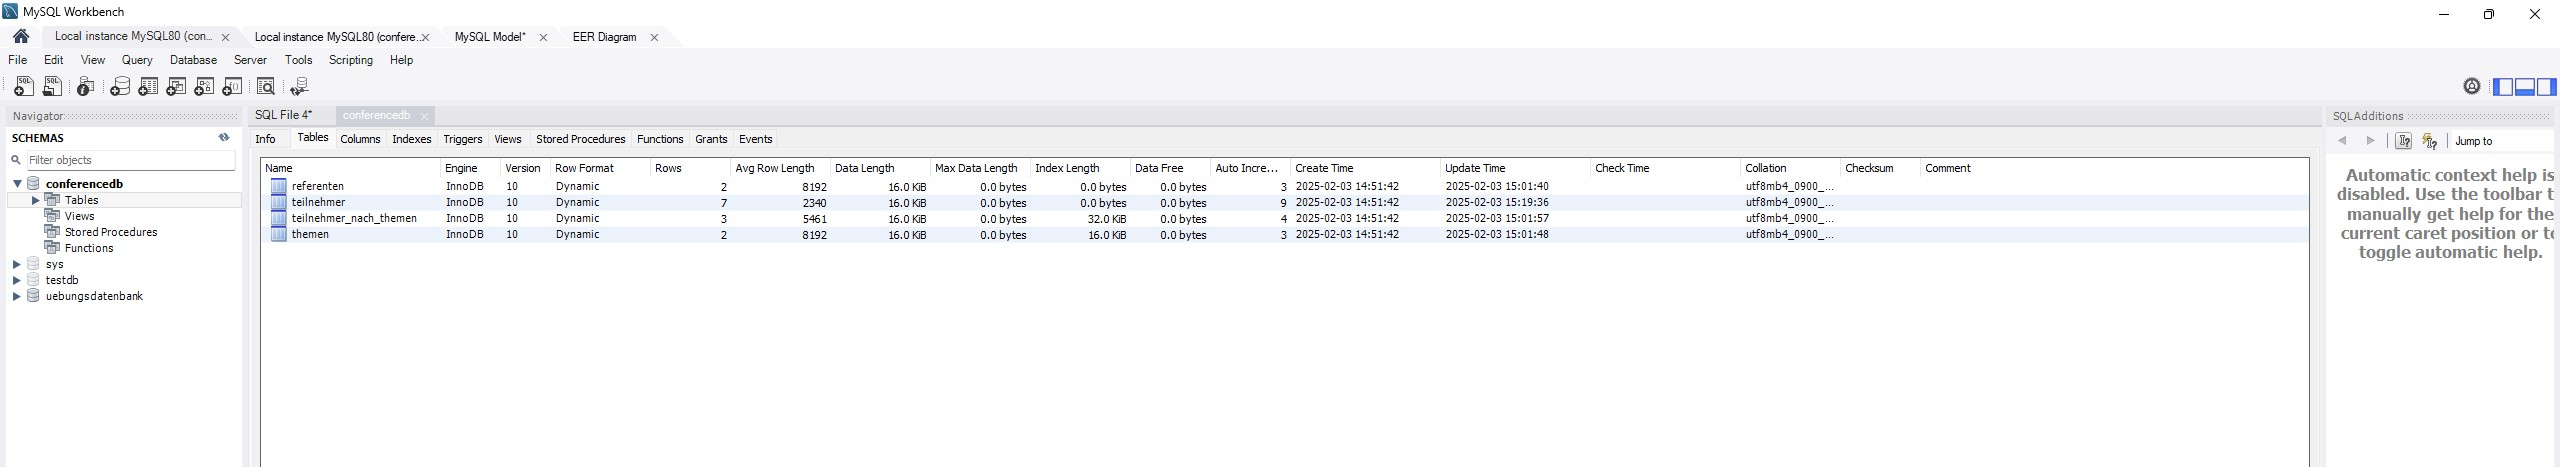 MySQL Workbench
Local instance MySQL80 (con... Local instance MySQL80 (confere... MySQL Model* EER Diagram
File Edit View Query Database Server Tools Scripting Help
Navigator
SCHEMAS
Filter objects
conferencedb
Tables
Views
Stored Procedures
Functions
sys
testdb
uebungsdatenbank
SQL File 4* conferencedb
Info Tables Columns Indexes Triggers Views Stored Procedures Functions Grants Events
Name Engine Version Row Format Rows Avg Row Length Data Length Max Data Length Index Length Data Free Auto Incre... Create Time Update Time Check Time Collation Checksum Comment
referenten InnoDB 10 Dynamic 2 8192 16.0 KiB 0.0 bytes 0.0 bytes 0.0 bytes 3 2025-02-03 14:51:42 2025-02-03 15:01:40 utf8mb4_0900_...
teilnehmer InnoDB 10 Dynamic 7 2340 16.0 KiB 0.0 bytes 0.0 bytes 0.0 bytes 9 2025-02-03 14:51:42 2025-02-03 15:19:36 utf8mb4_0900_...
teilnehmer_nach_themen InnoDB 10 Dynamic 3 5461 16.0 KiB 0.0 bytes 32.0 KiB 0.0 bytes 4 2025-02-03 14:51:42 2025-02-03 15:01:57 utf8mb4_0900_...
themen InnoDB 10 Dynamic 2 8192 16.0 KiB 0.0 bytes 16.0 KiB 0.0 bytes 3 2025-02-03 14:51:42 2025-02-03 15:01:48 utf8mb4_0900_...
SQLAdditions
Jump to
Automatic context help is
disabled. Use the toolbar t
manually get help for the
current caret position or to
toggle automatic help.